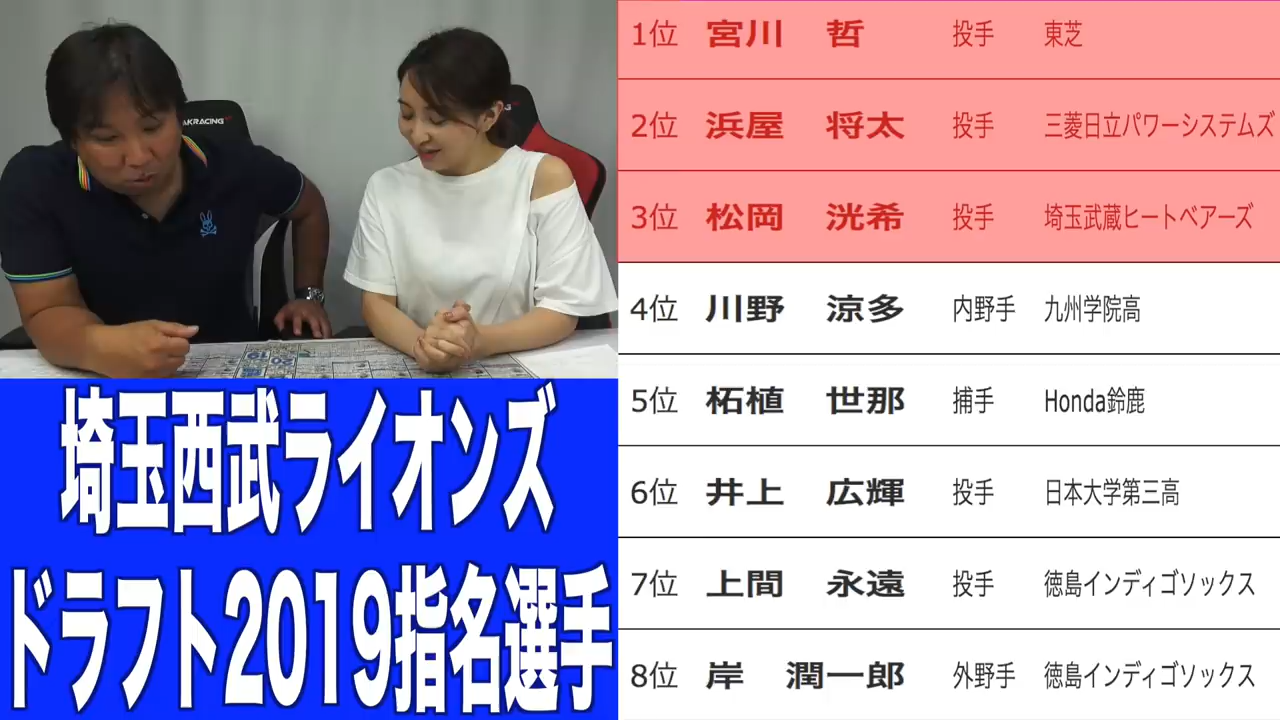 AKRACING
2019
埼玉西武ライオンズ
ドラフト2019指名選手
1位 宮川 哲 投手 東芝
2位 浜屋 将太 投手 三菱日立パワーシステムズ
3位 松岡 洸希 投手 埼玉武蔵ヒートベアーズ
4位 川野 涼多 内野手 九州学院高
5位 柘植 世那 捕手 Honda鈴鹿
6位 井上 広輝 投手 日本大学第三高
7位 上間 永遠 投手 徳島インディゴソックス
8位 岸 潤一郎 外野手 徳島インディゴソックス